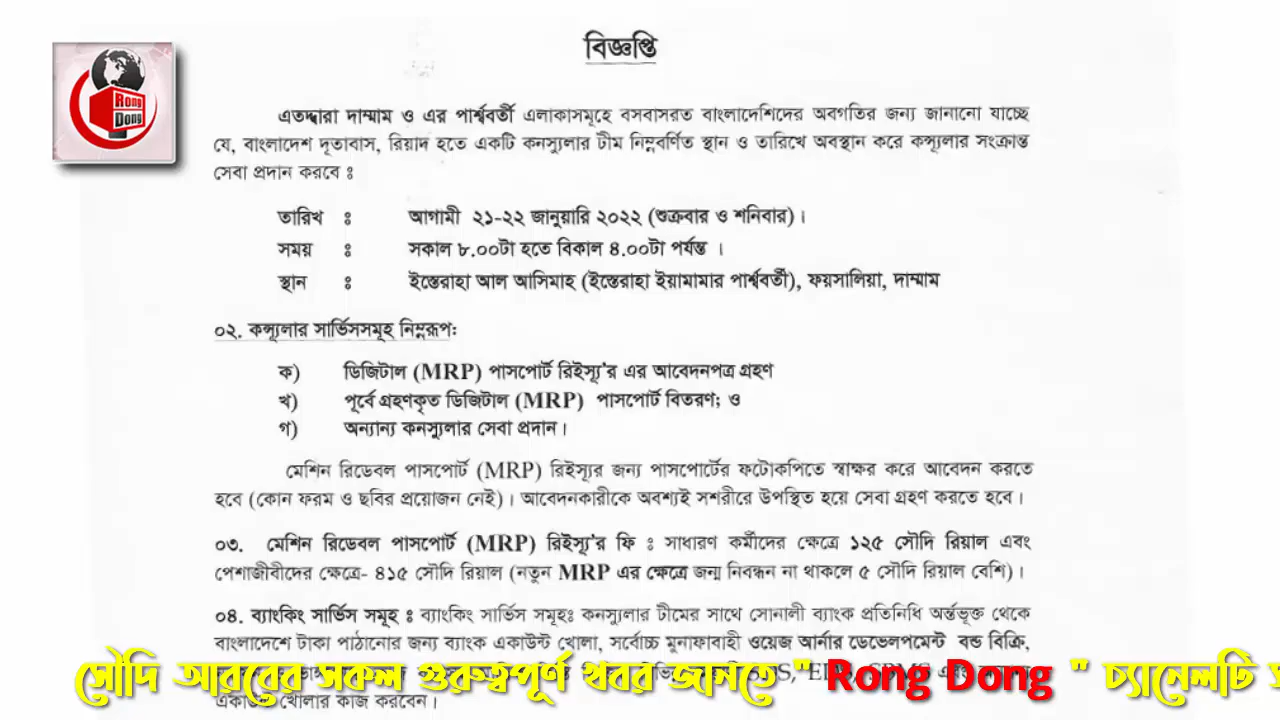 বিজ্ঞপ্তি
Rong
Dong
এতদ্দ্বারা দাম্মাম ও এর পার্শ্ববর্তী এলাকাসমূহে বসবাসরত বাংলাদেশিদের অবগতির জন্য জানানো যাচ্ছে
যে, বাংলাদেশ দূতাবাস, রিয়াদ হতে একটি কনস্যুলার টীম নিম্নবর্ণিত স্থান ও তারিখে অবস্থান করে কন্স্যূলার সংক্রান্ত
সেবা প্রদান করবে ঃ
তারিখ ঃ আগামী ২১-২২ জানুয়ারি ২০২২ (শুক্রবার ও শনিবার)।
সময় ঃ সকাল ৮.০০টা হতে বিকাল ৪.০০টা পর্যন্ত ।
স্থান ঃ ইস্তেরাহা আল আসিমাহ (ইস্তেরাহা ইয়ামামার পার্শ্ববর্তী), ফয়সালিয়া, দাম্মাম
০২. কন্স্যূলার সার্ভিসসমূহ নিম্নরূপঃ
ক) ডিজিটাল (MRP) পাসপোর্ট রিইস্যূ'র এর আবেদনপত্র গ্রহণ
খ) পূর্বে গ্রহণকৃত ডিজিটাল (MRP) পাসপোর্ট বিতরণ; ও
গ) অন্যান্য কনস্যুলার সেবা প্রদান।
মেশিন রিডেবল পাসপোর্ট (MRP) রিইস্যূর জন্য পাসপোর্টের ফটোকপিতে স্বাক্ষর করে আবেদন করতে
হবে (কোন ফরম ও ছবির প্রয়োজন নেই)। আবেদনকারীকে অবশ্যই সশরীরে উপস্থিত হয়ে সেবা গ্রহণ করতে হবে।
০৩. মেশিন রিডেবল পাসপোর্ট (MRP) রিইস্যূ'র ফি ঃ সাধারণ কর্মীদের ক্ষেত্রে ১২৫ সৌদি রিয়াল এবং
পেশাজীবীদের ক্ষেত্রে- ৪১৫ সৌদি রিয়াল (নতুন MRP এর ক্ষেত্রে জন্ম নিবন্ধন না থাকলে ৫ সৌদি রিয়াল বেশি)।
০৪. ব্যাংকিং সার্ভিস সমূহ ঃ ব্যাংকিং সার্ভিস সমূহঃ কনস্যুলার টীমের সাথে সোনালী ব্যাংক প্রতিনিধি অর্ন্তভূক্ত থেকে
বাংলাদেশে টাকা পাঠানোর জন্য ব্যাংক একাউন্ট খোলা, সর্বোচ্চ মুনাফাবাহী ওয়েজ আর্নার ডেভেলপমেন্ট বন্ড বিক্রি,
সৌদি আরবের সকল গুরুত্বপূর্ণ খবর জানতে " Rong Dong " চ্যানেলটি
একাউন্ট খোলার কাজ করবেন।